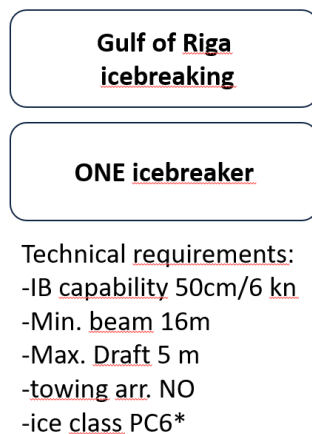 Gulf of Riga
icebreaking
ONE icebreaker
Technical requirements:
-IB capability 50cm/6 kn
-Min. beam 16m
-Max. Draft 5 m
-towing arr. NO
-ice class PC6*